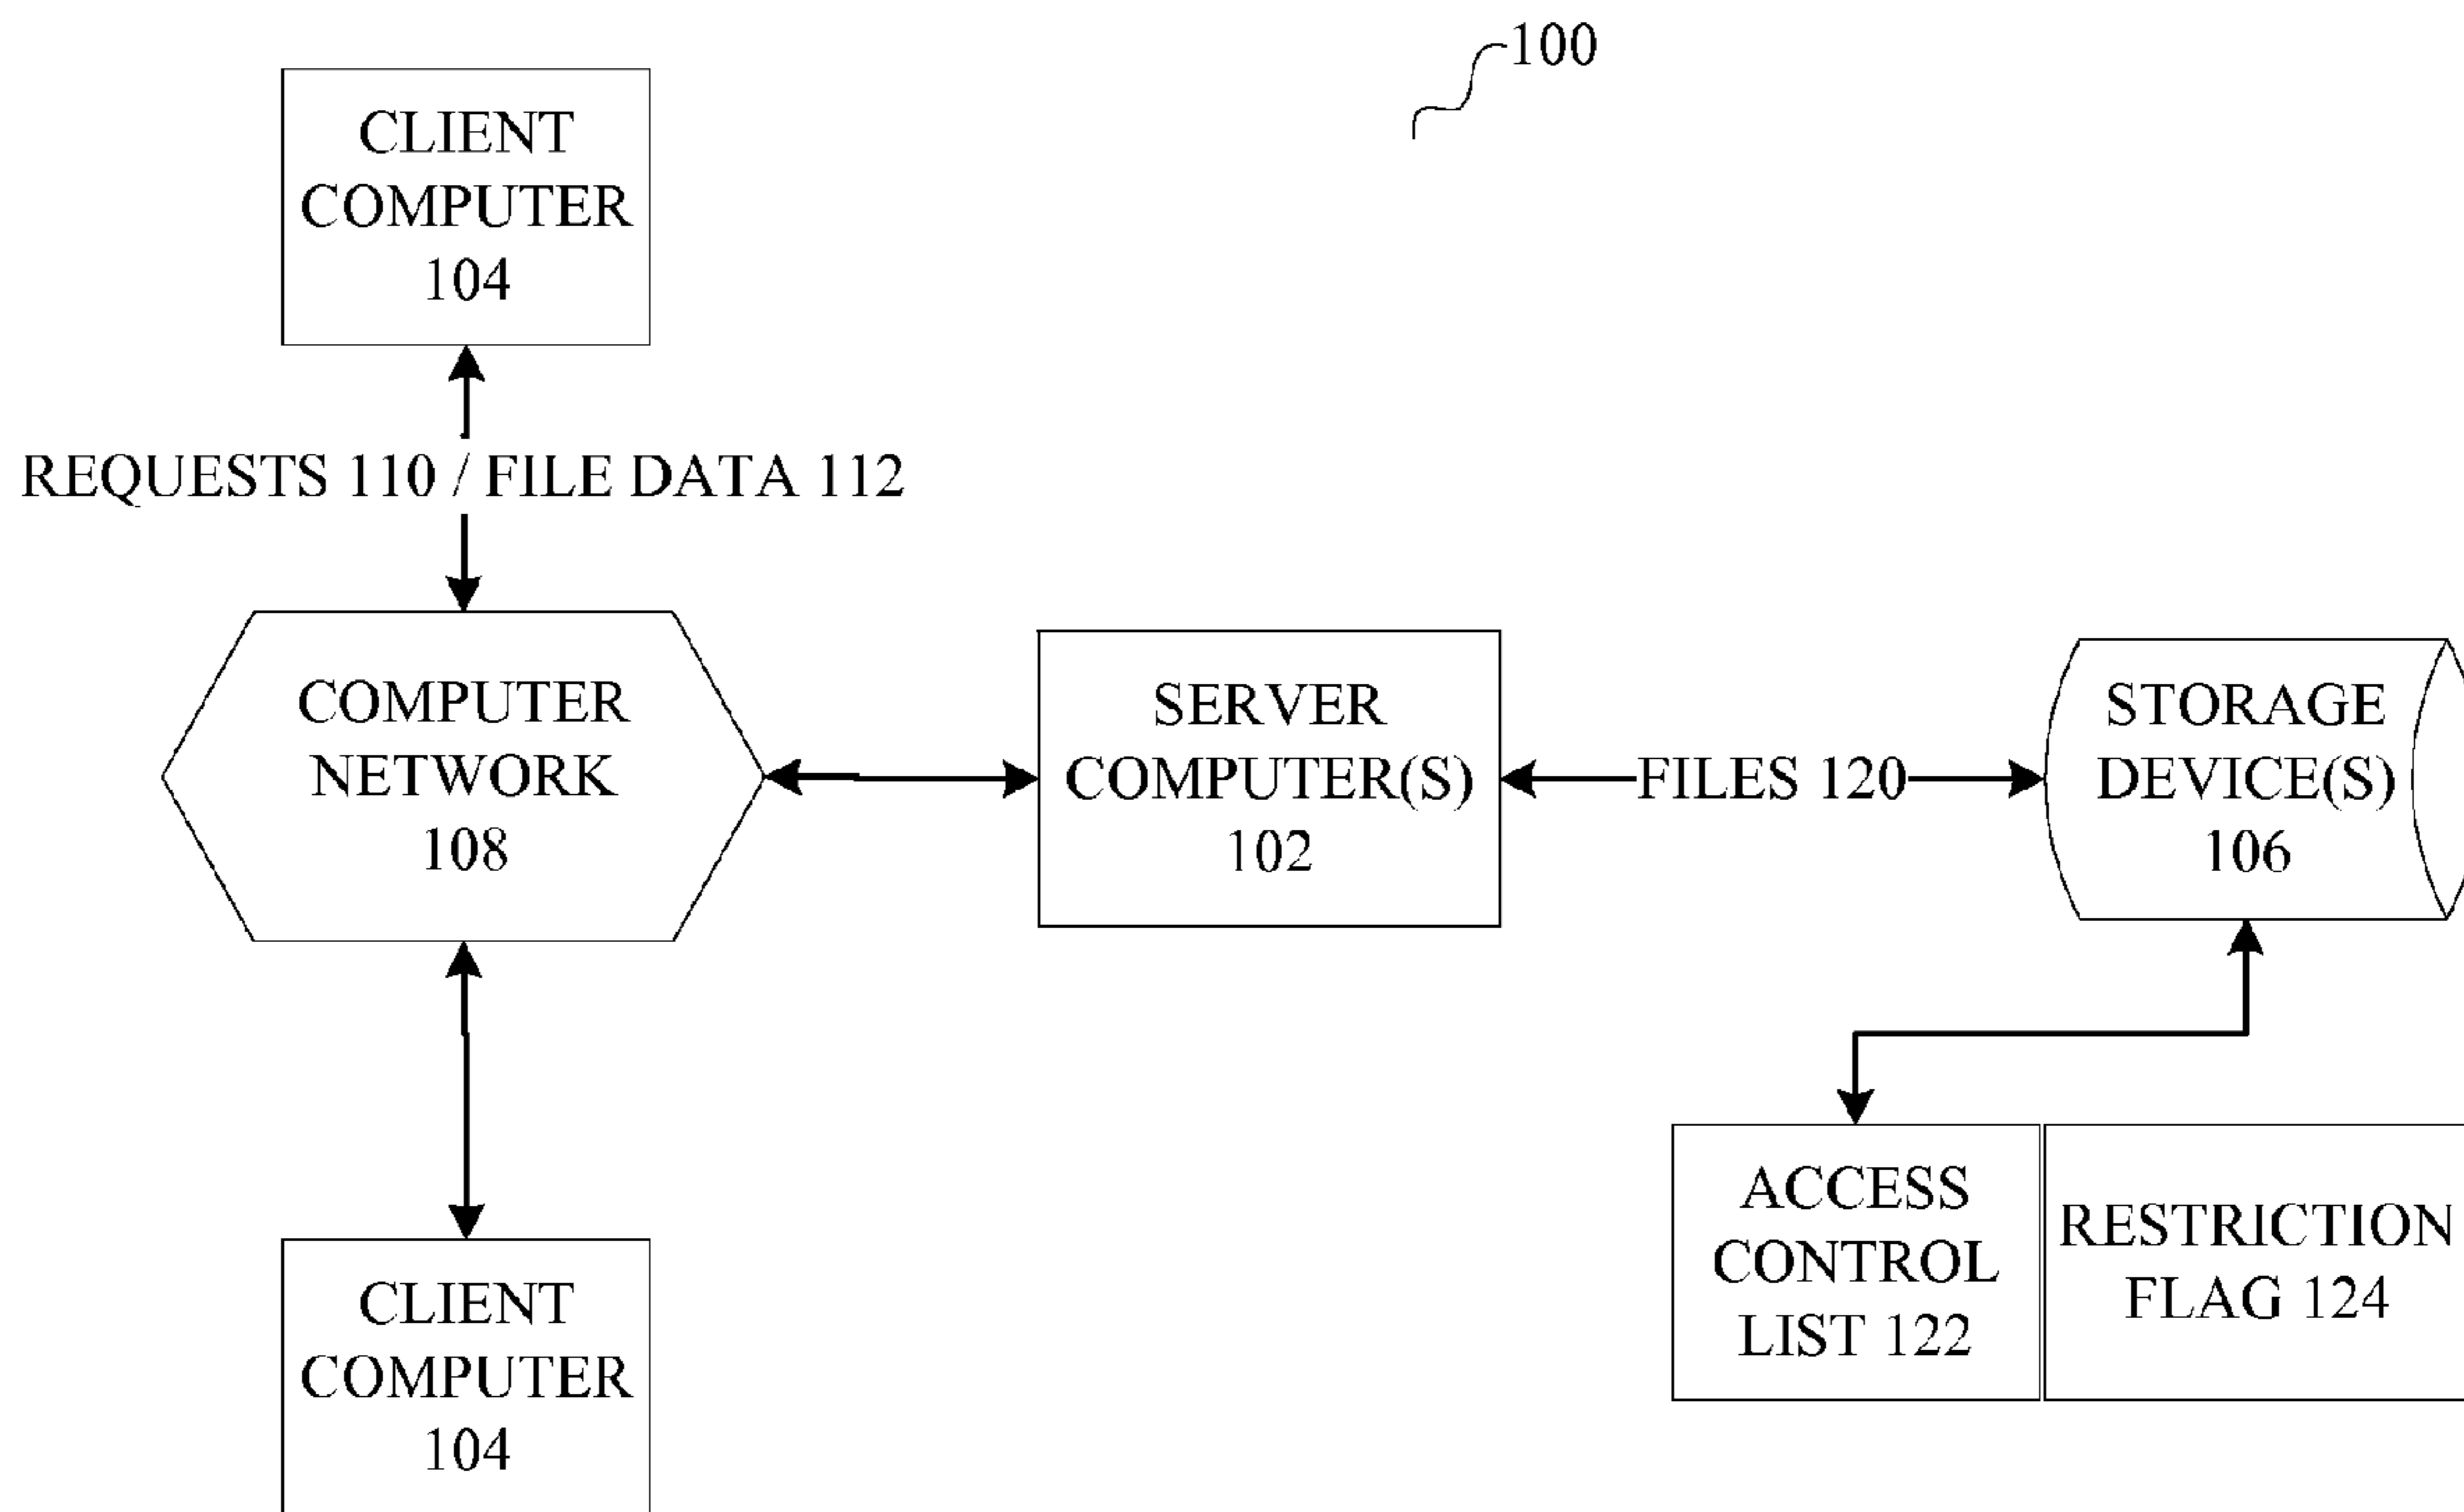 100
CLIENT
COMPUTER
104
REQUESTS 110 / FILE DATA 112
COMPUTER
NETWORK
108
SERVER
COMPUTER(S)
102
FILES 120
STORAGE
DEVICE(S)
106
CLIENT
COMPUTER
104
ACCESS
CONTROL
LIST 122
RESTRICTION
FLAG 124